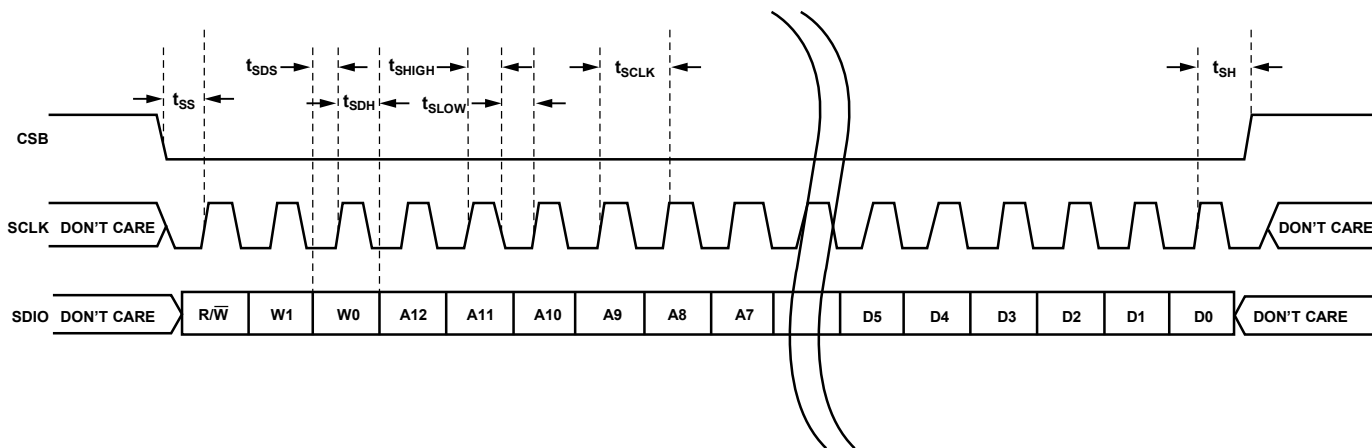 tSDS tSHIGH tSCLK tSH
tSS tSDH tSLOW
CSB
SCLK DON'T CARE DON'T CARE
SDIO DON'T CARE R/W̅ W1 W0 A12 A11 A10 A9 A8 A7 D5 D4 D3 D2 D1 D0 DON'T CARE